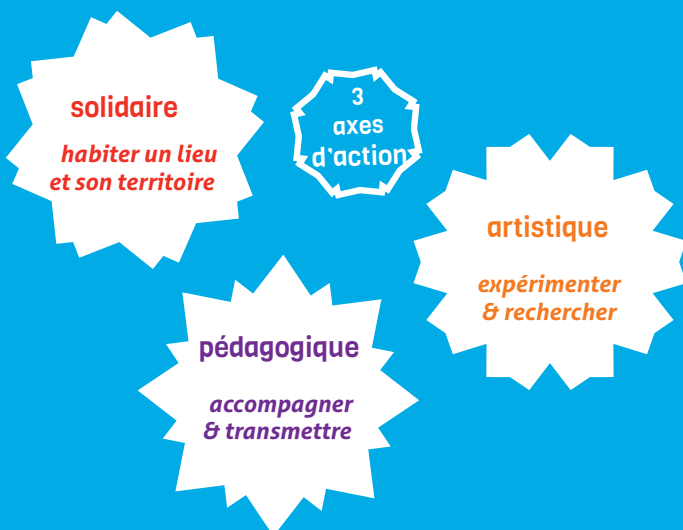 solidaire
habiter un lieu
et son territoire
3
axes
d'action
artistique
expérimenter
& rechercher
pédagogique
accompagner
& transmettre